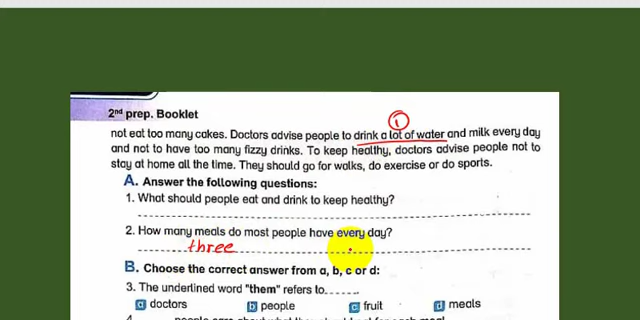 2nd prep. Booklet
①
not eat too many cakes. Doctors advise people to drink a lot of water and milk every day
and not to have too many fizzy drinks. To keep healthy, doctors advise people not to
stay at home all the time. They should go for walks, do exercise or do sports.
A. Answer the following questions:
1. What should people eat and drink to keep healthy?
2. How many meals do most people have every day?
three
B. Choose the correct answer from a, b, c or d:
3. The underlined word "them" refers to......
a doctors b people c fruit d meals